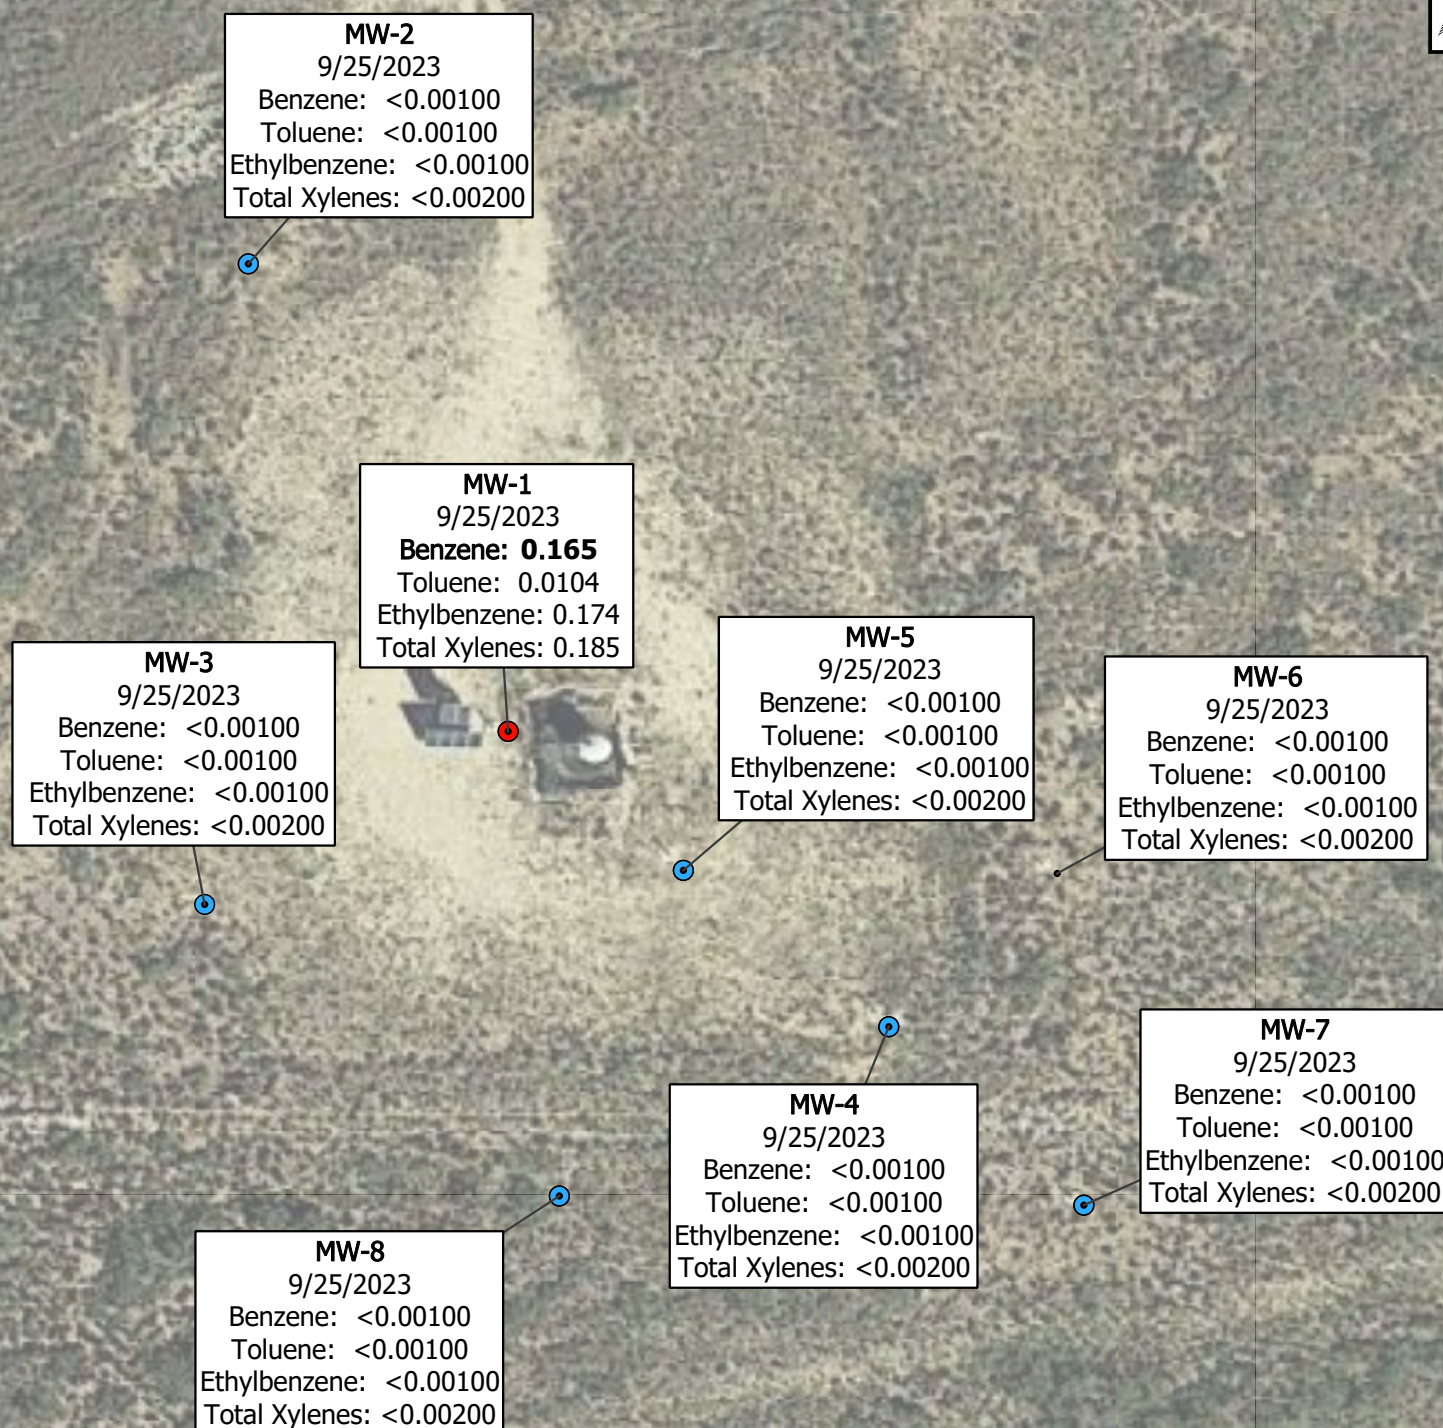 MW-2
9/25/2023
Benzene: <0.00100
Toluene: <0.00100
Ethylbenzene: <0.00100
Total Xylenes: <0.00200
MW-1
9/25/2023
Benzene: 0.165
Toluene: 0.0104
Ethylbenzene: 0.174
Total Xylenes: 0.185
MW-5
9/25/2023
Benzene: <0.00100
Toluene: <0.00100
Ethylbenzene: <0.00100
Total Xylenes: <0.00200
MW-3
9/25/2023
Benzene: <0.00100
Toluene: <0.00100
Ethylbenzene: <0.00100
Total Xylenes: <0.00200
MW-6
9/25/2023
Benzene: <0.00100
Toluene: <0.00100
Ethylbenzene: <0.00100
Total Xylenes: <0.00200
MW-7
9/25/2023
Benzene: <0.00100
Toluene: <0.00100
Ethylbenzene: <0.00100
Total Xylenes: <0.00200
MW-4
9/25/2023
Benzene: <0.00100
Toluene: <0.00100
Ethylbenzene: <0.00100
Total Xylenes: <0.00200
MW-8
9/25/2023
Benzene: <0.00100
Toluene: <0.00100
Ethylbenzene: <0.00100
Total Xylenes: <0.00200